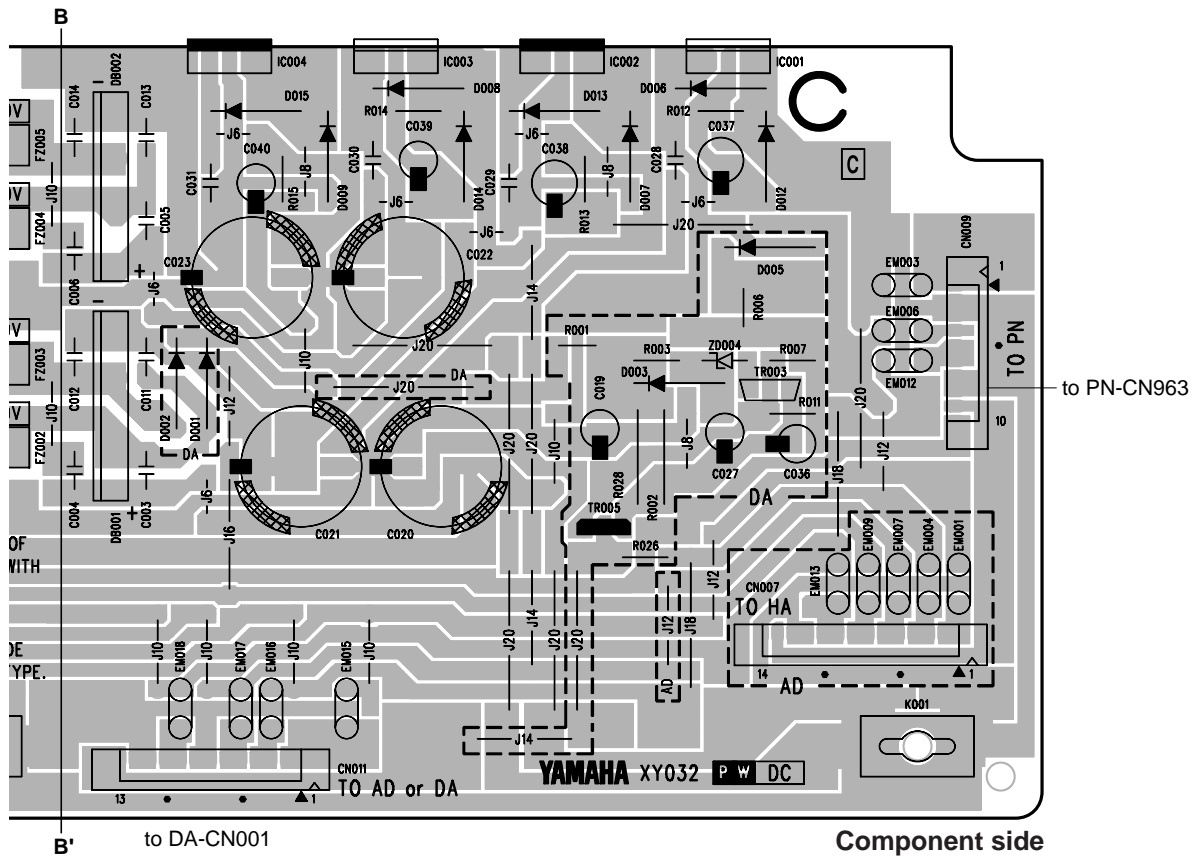 B
IC004
IC003
IC002
IC001
DB002
C014
C013
D008
D006
D015
R014
D013
R012
FZ005
J6
C039
J6
C037
C040
J8
C030
C038
J8
C028
C
J10
C031
R015
D009
J6
D014
C029
R013
D007
J6
D012
FZ004
C005
J6
J20
CN009
C023
C022
D005
EM003
1
C006
J6
J14
R006
EM006
TO PN
FZ003
J10
J20
R001
R003
ZD004
R007
EM012
C012
C011
J20
DA
D003
TR003
J20
to PN-CN963
J10
D002
D001
J12
C019
R011
10
FZ002
DA
J20
J20
J10
J8
J18
J12
C027
C036
R028
R002
C004
DB001
C003
J6
TR005
DA
J16
C021
C020
OF
WITH
R026
J12
EM013
EM009
EM007
EM004
EM001
CN007
TO HA
J14
J20
J20
J20
J12
J18
DE
TYPE.
J10
EM018
J10
EM017
EM016
J10
EM015
J10
AD
14
1
AD
K001
J14
CN011
TO AD or DA
YAMAHA XY032 PW DC
13
1
B'
to DA-CN001
Component side